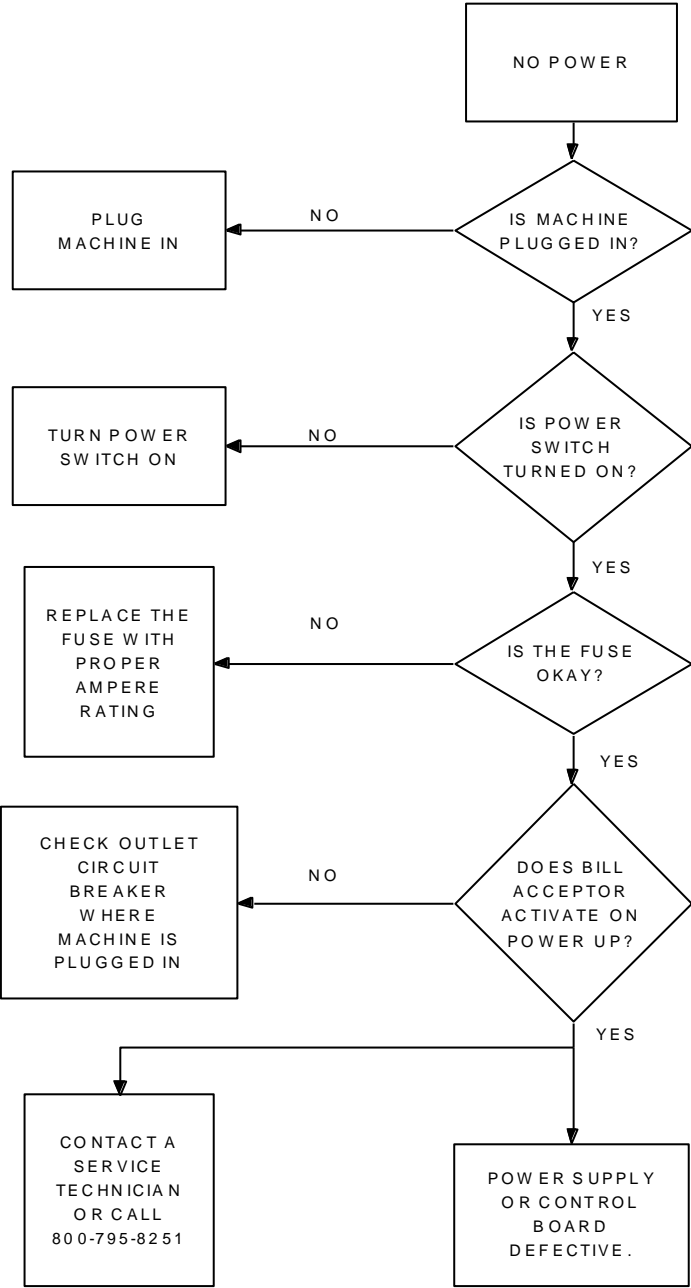 NO POWER
IS MACHINE
PLUGGED IN?
NO
PLUG
MACHINE IN
YES
IS POWER
SWITCH
TURNED ON?
NO
TURN POWER
SWITCH ON
YES
IS THE FUSE
OKAY?
NO
REPLACE THE
FUSE WITH
PROPER
AMPERE
RATING
YES
DOES BILL
ACCEPTOR
ACTIVATE ON
POWER UP?
NO
CHECK OUTLET
CIRCUIT
BREAKER
WHERE
MACHINE IS
PLUGGED IN
YES
CONTACT A
SERVICE
TECHNICIAN
OR CALL
800-795-8251
POWER SUPPLY
OR CONTROL
BOARD
DEFECTIVE.